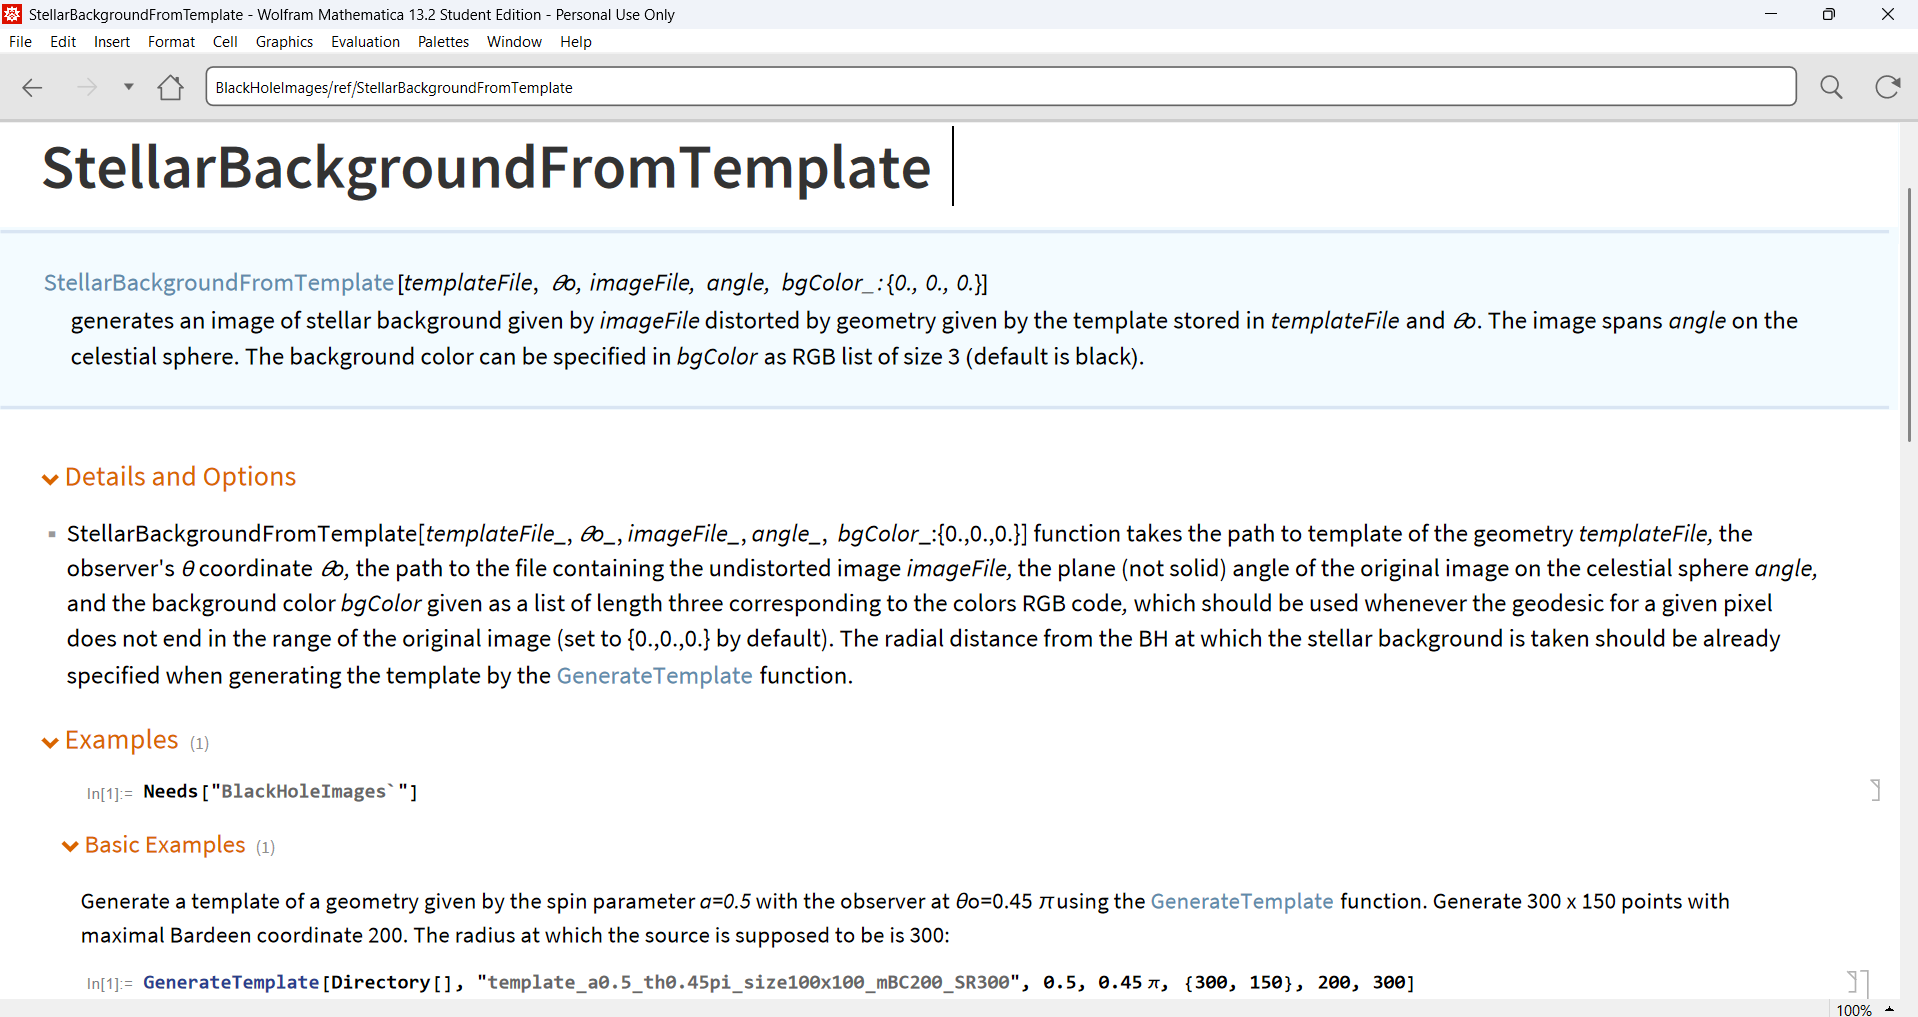 StellarBackgroundFromTemplate - Wolfram Mathematica 13.2 Student Edition - Personal Use Only
File Edit Insert Format Cell Graphics Evaluation Palettes Window Help
BlackHoleImages/ref/StellarBackgroundFromTemplate
StellarBackgroundFromTemplate
StellarBackgroundFromTemplate[templateFile, θo, imageFile, angle, bgColor_:{0., 0., 0.}]
generates an image of stellar background given by imageFile distorted by geometry given by the template stored in templateFile and θo. The image spans angle on the
celestial sphere. The background color can be specified in bgColor as RGB list of size 3 (default is black).
Details and Options
StellarBackgroundFromTemplate[templateFile_, θo_, imageFile_, angle_, bgColor_:{0.,0.,0.}] function takes the path to template of the geometry templateFile, the
observer's θ coordinate θo, the path to the file containing the undistorted image imageFile, the plane (not solid) angle of the original image on the celestial sphere angle,
and the background color bgColor given as a list of length three corresponding to the colors RGB code, which should be used whenever the geodesic for a given pixel
does not end in the range of the original image (set to {0.,0.,0.} by default). The radial distance from the BH at which the stellar background is taken should be already
specified when generating the template by the GenerateTemplate function.
Examples (1)
In[1]:= Needs["BlackHoleImages`"]
Basic Examples (1)
Generate a template of a geometry given by the spin parameter a=0.5 with the observer at θo=0.45 π using the GenerateTemplate function. Generate 300 x 150 points with
maximal Bardeen coordinate 200. The radius at which the source is supposed to be is 300:
In[1]:= GenerateTemplate[Directory[], "template_a0.5_th0.45pi_size100x100_mBC200_SR300", 0.5, 0.45 π, {300, 150}, 200, 300]
100%